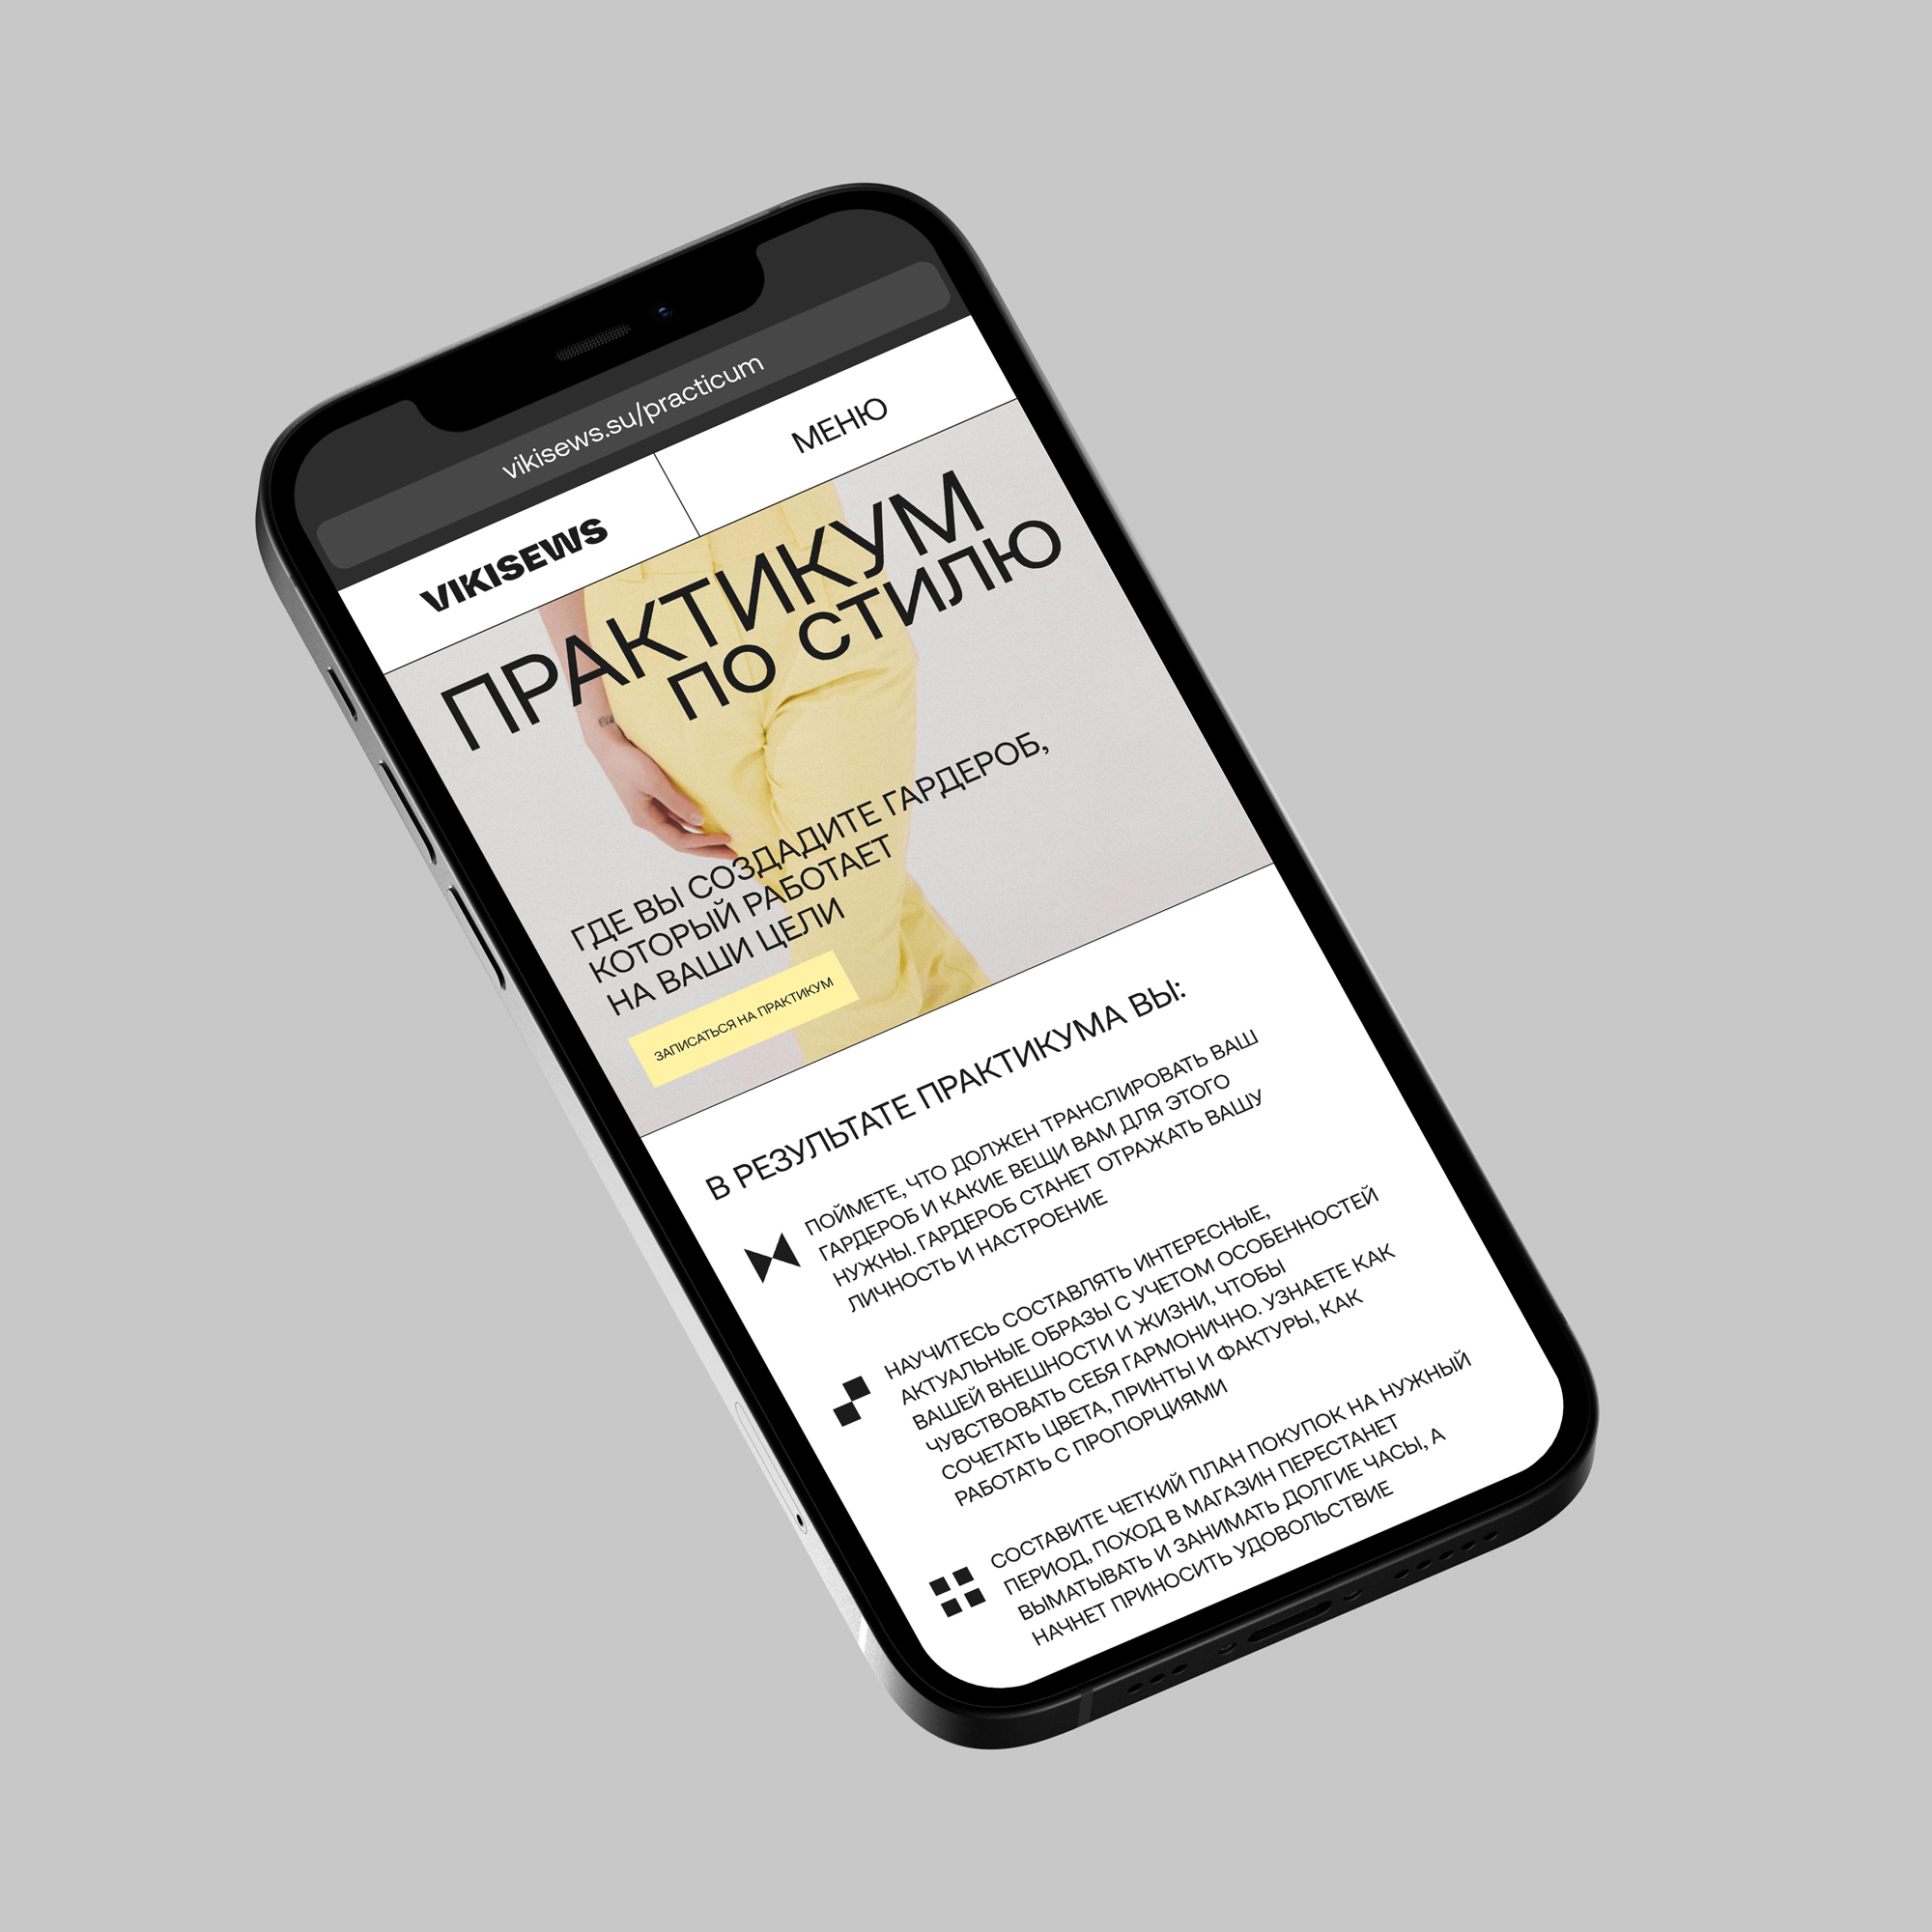 vikisews.su/practicum
VIKISEWS
МЕНЮ
ПРАКТИКУМ
ПО СТИЛЮ
ГДЕ ВЫ СОЗДАДИТЕ ГАРДЕРОБ,
КОТОРЫЙ РАБОТАЕТ
НА ВАШИ ЦЕЛИ
ЗАПИСАТЬСЯ НА ПРАКТИКУМ
В РЕЗУЛЬТАТЕ ПРАКТИКУМА ВЫ:
ПОЙМЕТЕ, ЧТО ДОЛЖЕН ТРАНСЛИРОВАТЬ ВАШ
ГАРДЕРОБ И КАКИЕ ВЕЩИ ВАМ ДЛЯ ЭТОГО
НУЖНЫ. ГАРДЕРОБ СТАНЕТ ОТРАЖАТЬ ВАШУ
ЛИЧНОСТЬ И НАСТРОЕНИЕ
НАУЧИТЕСЬ СОСТАВЛЯТЬ ИНТЕРЕСНЫЕ,
АКТУАЛЬНЫЕ ОБРАЗЫ С УЧЕТОМ ОСОБЕННОСТЕЙ
ВАШЕЙ ВНЕШНОСТИ И ЖИЗНИ, ЧТОБЫ
ЧУВСТВОВАТЬ СЕБЯ ГАРМОНИЧНО. УЗНАЕТЕ КАК
СОЧЕТАТЬ ЦВЕТА, ПРИНТЫ И ФАКТУРЫ, КАК
РАБОТАТЬ С ПРОПОРЦИЯМИ
СОСТАВИТЕ ЧЕТКИЙ ПЛАН ПОКУПОК НА НУЖНЫЙ
ПЕРИОД, ПОХОД В МАГАЗИН ПЕРЕСТАНЕТ
ВЫМАТЫВАТЬ И ЗАНИМАТЬ ДОЛГИЕ ЧАСЫ, А
НАЧНЕТ ПРИНОСИТЬ УДОВОЛЬСТВИЕ